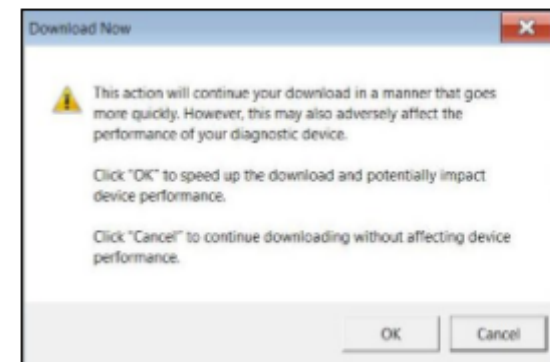 Download Now
This action will continue your download in a manner that goes
more quickly. However, this may also adversely affect the
performance of your diagnostic device.
Click "OK" to speed up the download and potentially impact
device performance.
Click "Cancel" to continue downloading without affecting device
performance.
OK
Cancel